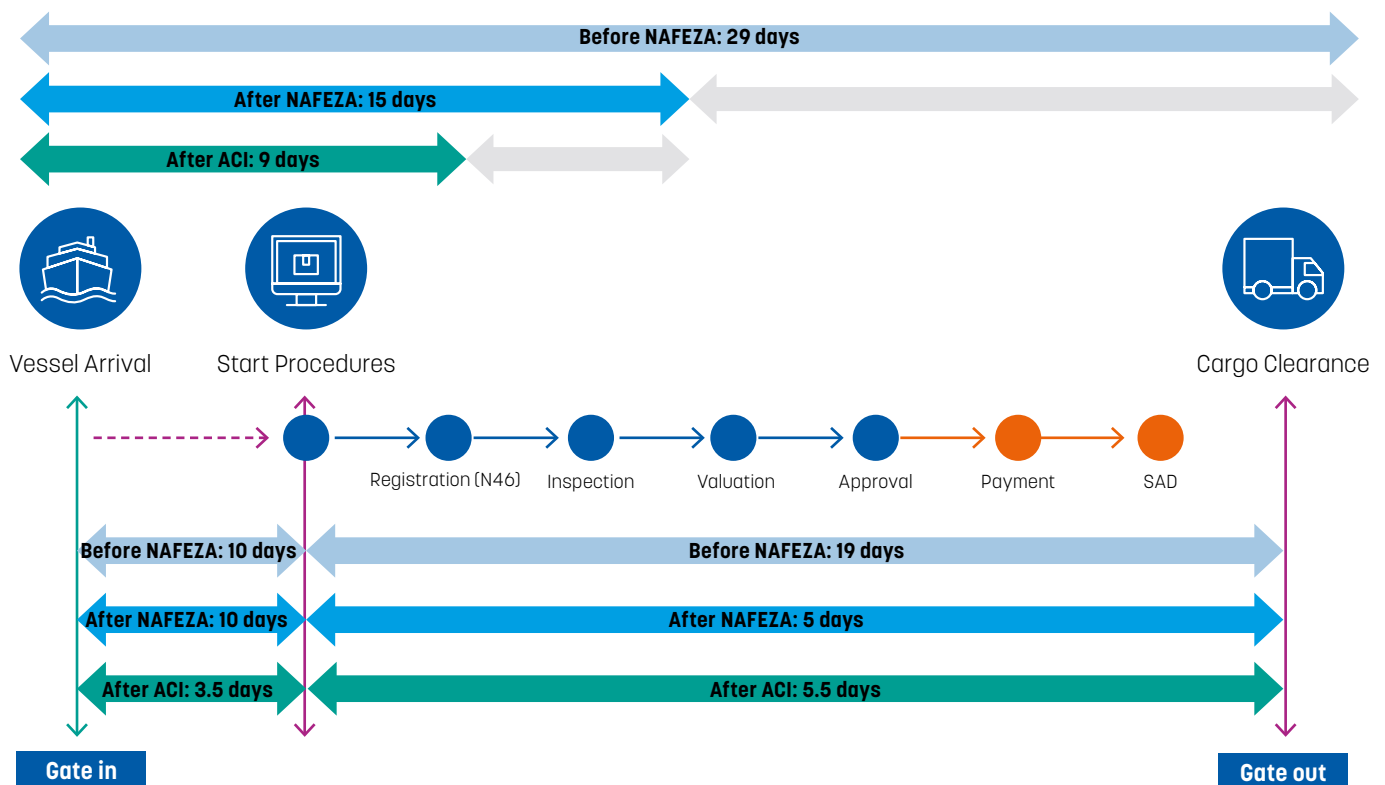 Before NAFEZA: 29 days
After NAFEZA: 15 days
After ACI: 9 days
Vessel Arrival
Start Procedures
Cargo Clearance
Registration (N46)
Inspection
Valuation
Approval
Payment
SAD
Before NAFEZA: 10 days
Before NAFEZA: 19 days
After NAFEZA: 10 days
After NAFEZA: 5 days
After ACI: 3.5 days
After ACI: 5.5 days
Gate in
Gate out